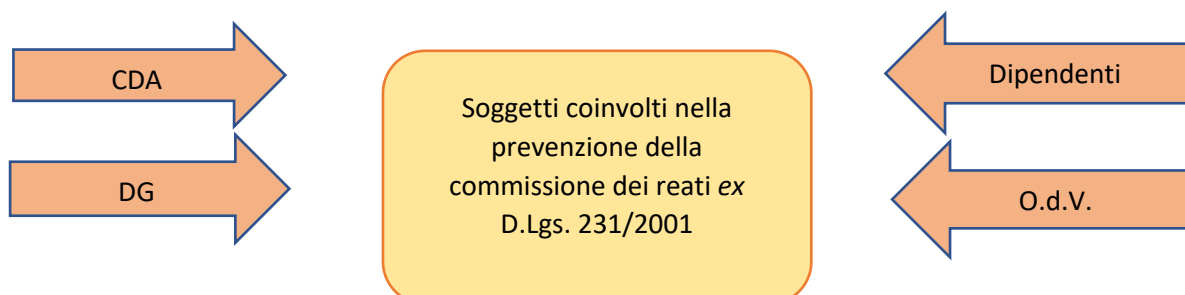 CDA
DG
Soggetti coinvolti nella
prevenzione della
commissione dei reati ex
D.Lgs. 231/2001
Dipendenti
O.d.V.